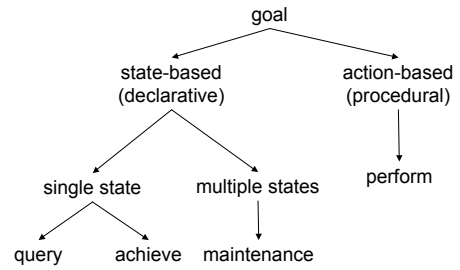 goal
state-based
(declarative)
action-based
(procedural)
single state
multiple states
perform
query
achieve
maintenance